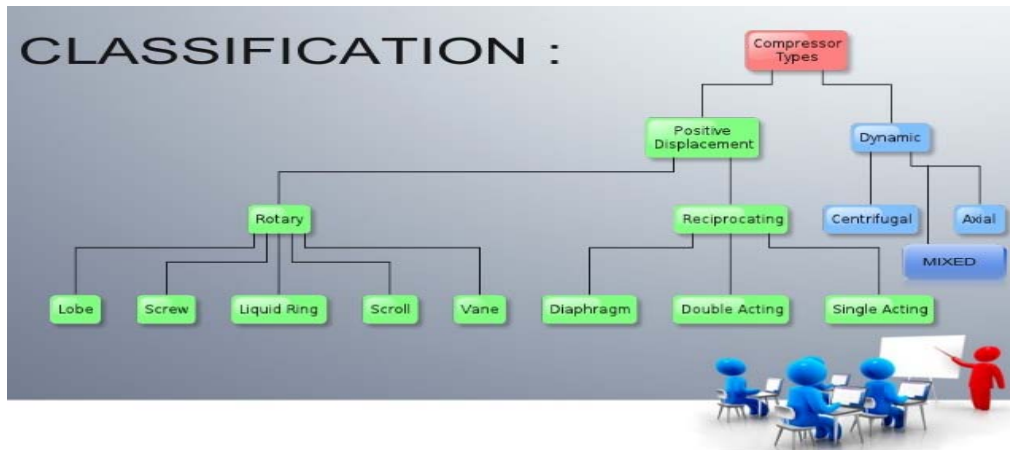 CLASSIFICATION :
Compressor
Types
Positive
Displacement
Dynamic
Rotary
Reciprocating
Centrifugal
Axial
MIXED
Lobe
Screw
Liquid Ring
Scroll
Vane
Diaphragm
Double Acting
Single Acting